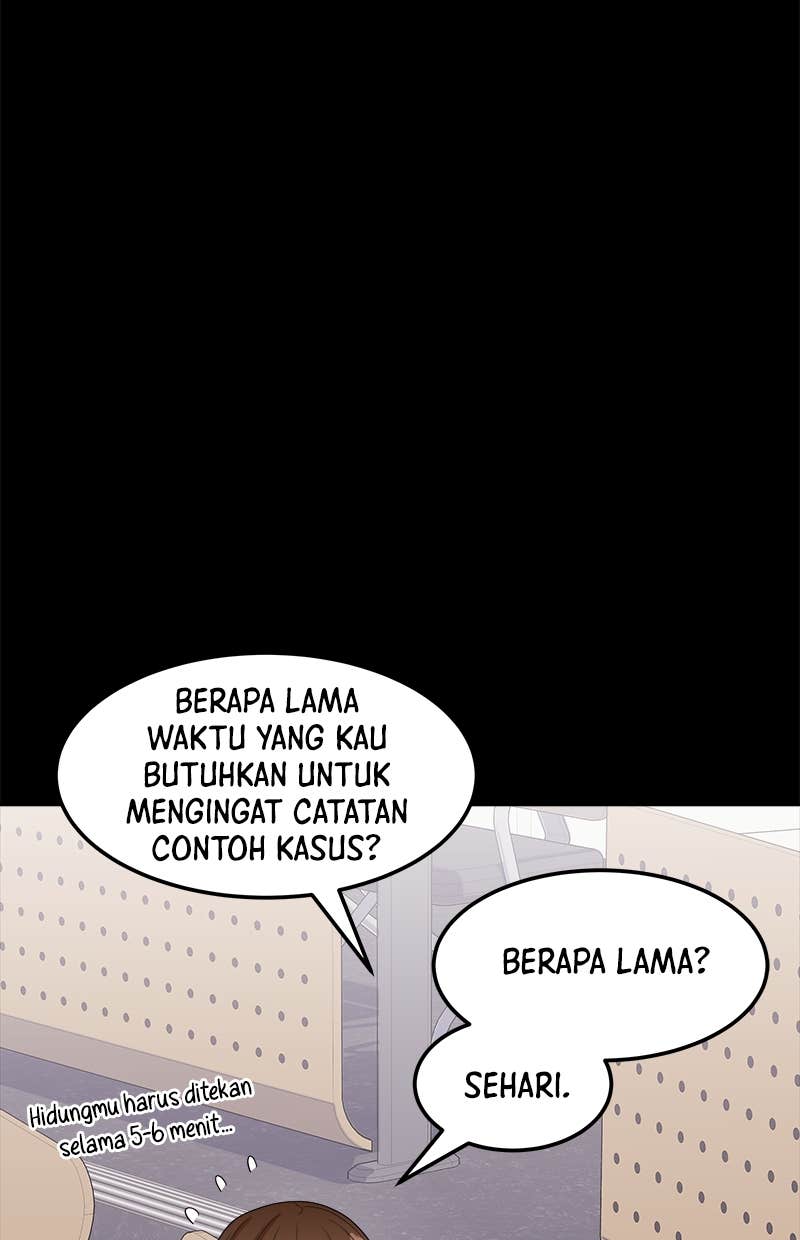 BERAPA LAMA
WAKTU YANG KAU
BUTUHKAN UNTUK
MENGINGAT CATATAN
CONTOH KASUS?
BERAPA LAMA?
SEHARI.
Hidungmu harus ditekan
selama 5-6 menit...